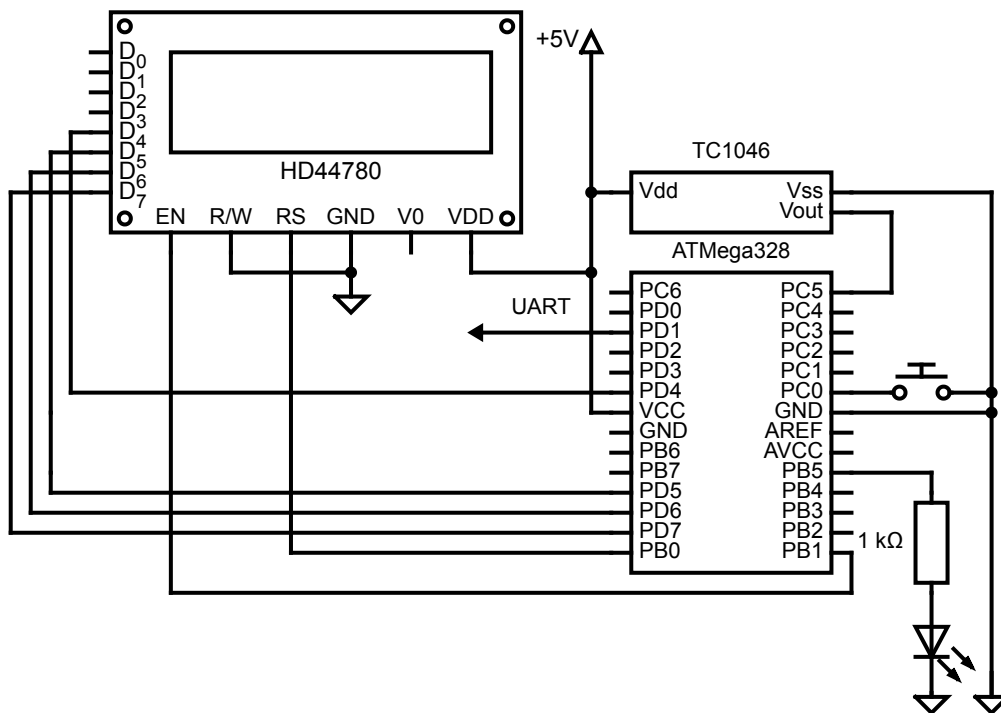 +5V
D0
D1
D2
D3
D4
D5
D6
D7
HD44780
EN R/W RS GND V0 VDD
TC1046
Vdd Vss
Vout
ATMega328
UART
PC6 PC5
PD0 PC4
PD1 PC3
PD2 PC2
PD3 PC1
PD4 PC0
VCC GND
GND AREF
PB6 AVCC
PB7 PB5
PD5 PB4
PD6 PB3
PD7 PB2
PB0 PB1
1 kΩ